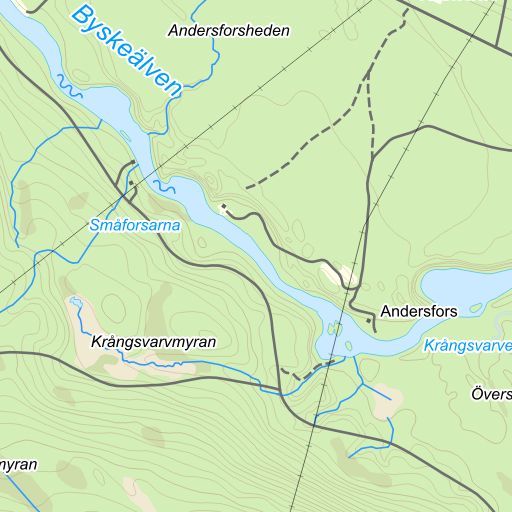 Andersforsheden
Byskeälven
Småforsarna
Andersfors
Krångsvarvmyran
Krångsvarve
Övers
myran